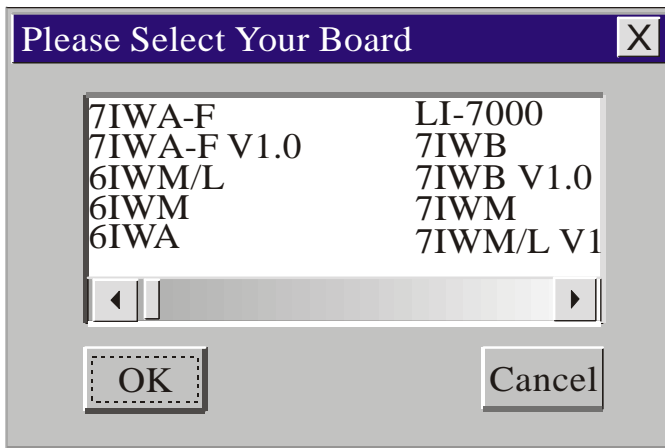 Please Select Your Board X
7IWA-F
7IWA-F V1.0
6IWM/L
6IWM
6IWA
LI-7000
7IWB
7IWB V1.0
7IWM
7IWM/L V1
OK
Cancel